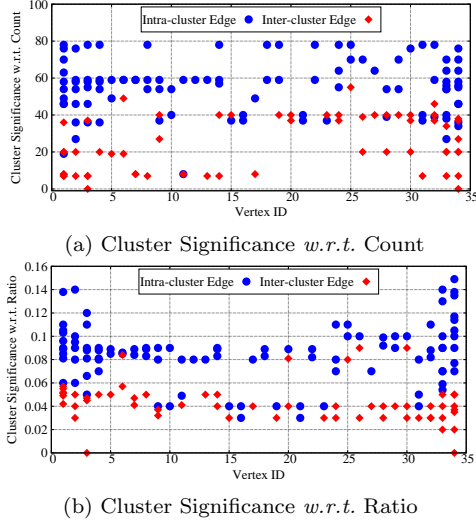 100
80
60
40
20
0
Cluster Significance w.r.t. Count
Intra-cluster Edge Inter-cluster Edge
0 5 10 15 20 25 30 35
Vertex ID
(a) Cluster Significance w.r.t. Count
0.16
0.14
0.12
0.1
0.08
0.06
0.04
0.02
0
Cluster Significance w.r.t. Ratio
Intra-cluster Edge Inter-cluster Edge
0 5 10 15 20 25 30 35
Vertex ID
(b) Cluster Significance w.r.t. Ratio